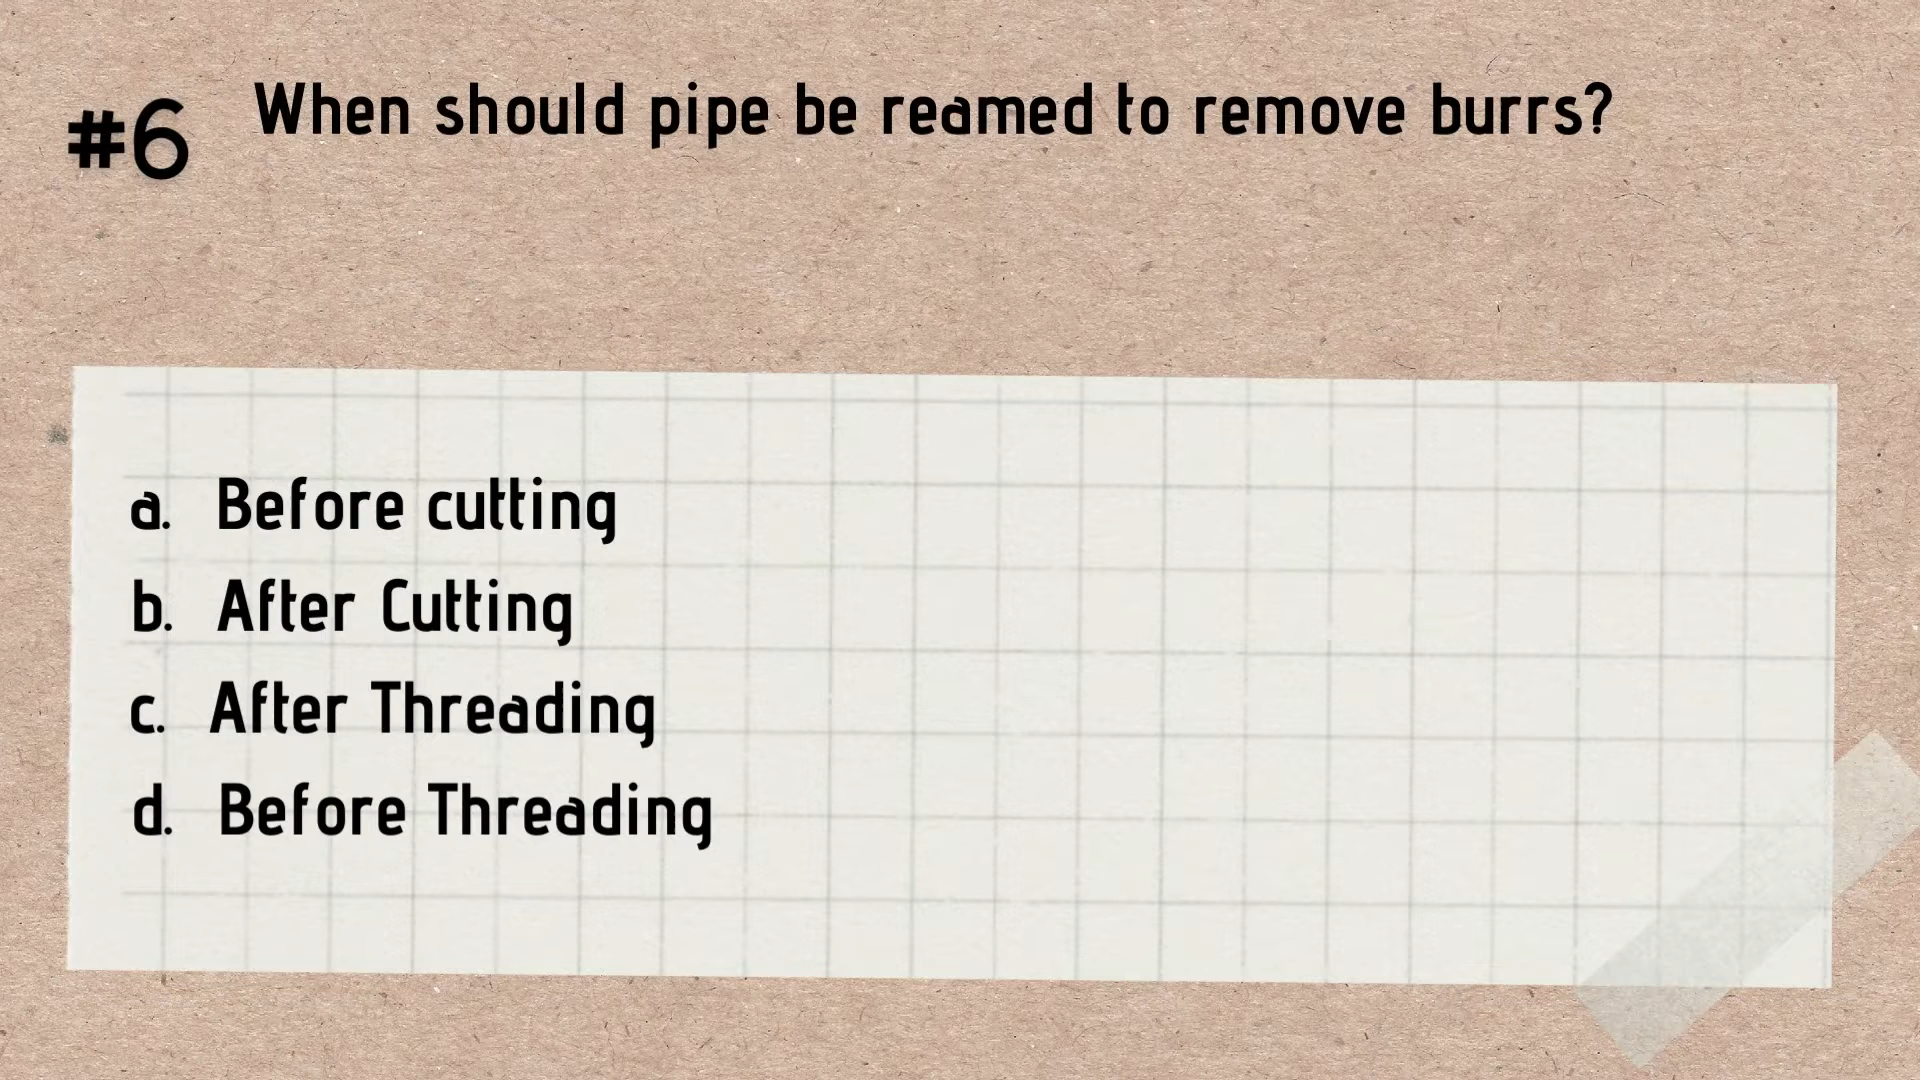 #6 When should pipe be reamed to remove burrs?
a. Before cutting
b. After Cutting
c. After Threading
d. Before Threading